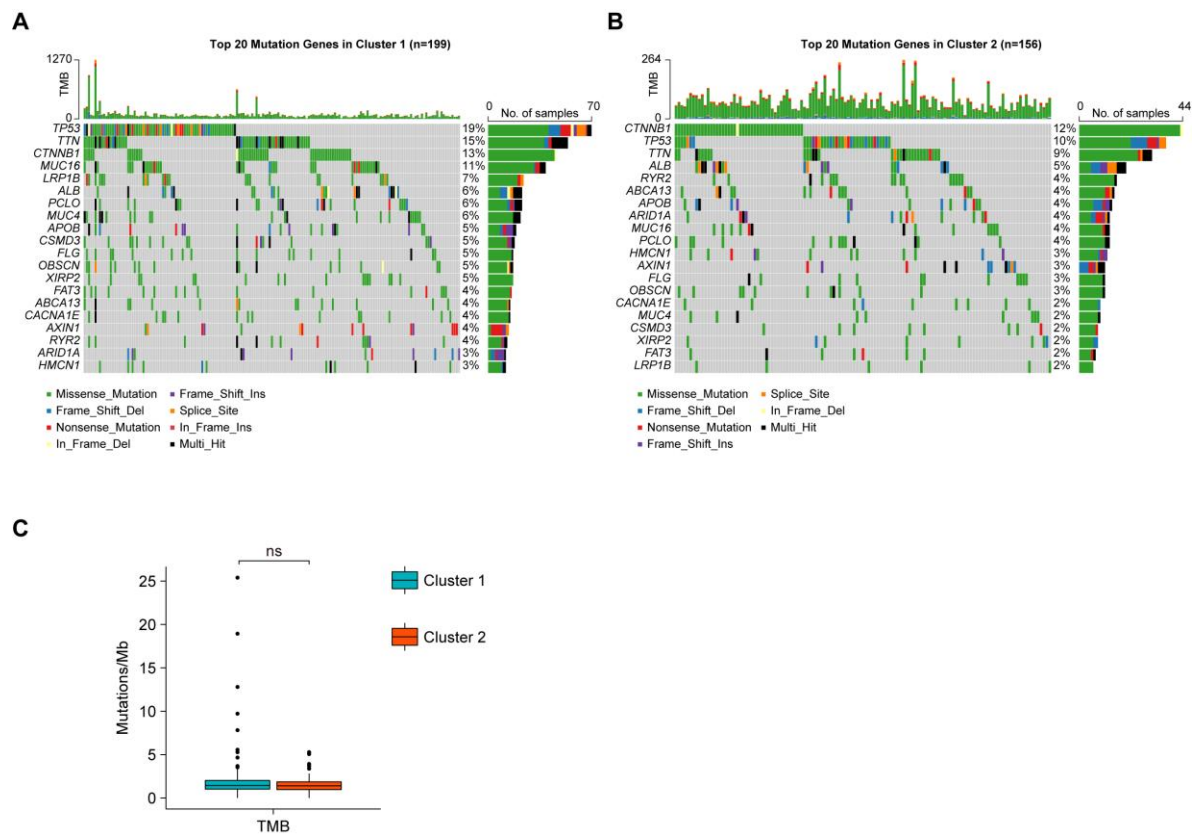 A
Top 20 Mutation Genes in Cluster 1 (n=199)
1270
TMB
0
0 70
No. of samples
TP53 19%
TTN 15%
CTNNB1 13%
MUC16 11%
LRP1B 7%
ALB 6%
PCLO 6%
MUC4 6%
APOB 5%
CSMD3 5%
FLG 5%
OBSCN 5%
XIRP2 5%
FAT3 4%
ABCA13 4%
CACNA1E 4%
AXIN1 4%
RYR2 4%
ARID1A 3%
HMCN1 3%
Missense_Mutation Frame_Shift_Ins
Frame_Shift_Del Splice_Site
Nonsense_Mutation In_Frame_Ins
In_Frame_Del Multi_Hit
B
Top 20 Mutation Genes in Cluster 2 (n=156)
264
TMB
0
0 44
No. of samples
CTNNB1 12%
TP53 10%
TTN 9%
ALB 5%
RYR2 4%
ABCA13 4%
APOB 4%
ARID1A 4%
MUC16 4%
PCLO 4%
HMCN1 3%
AXIN1 3%
FLG 3%
OBSCN 3%
CACNA1E 2%
MUC4 2%
CSMD3 2%
XIRP2 2%
FAT3 2%
LRP1B 2%
Missense_Mutation Splice_Site
Frame_Shift_Del In_Frame_Del
Nonsense_Mutation Multi_Hit
Frame_Shift_Ins
C
ns
25
20
15
10
5
0
Mutations/Mb
TMB
Cluster 1
Cluster 2